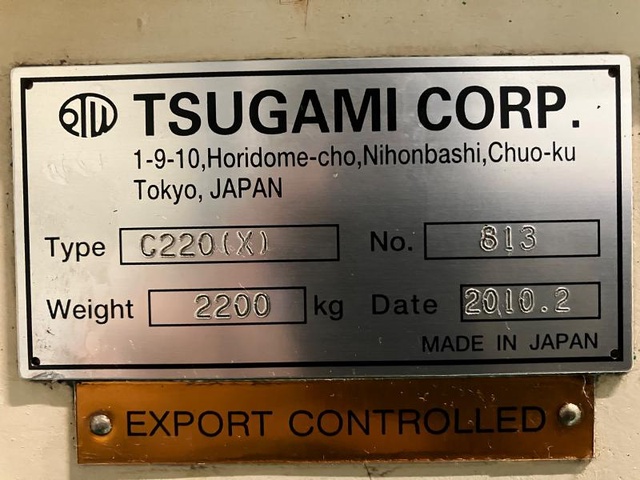 TSUGAMI CORP.
1-9-10,Horidome-cho,Nihonbashi,Chuo-ku
Tokyo, JAPAN
Type C220(X) No. 813
Weight 2200 kg Date 2010.2
MADE IN JAPAN
EXPORT CONTROLLED